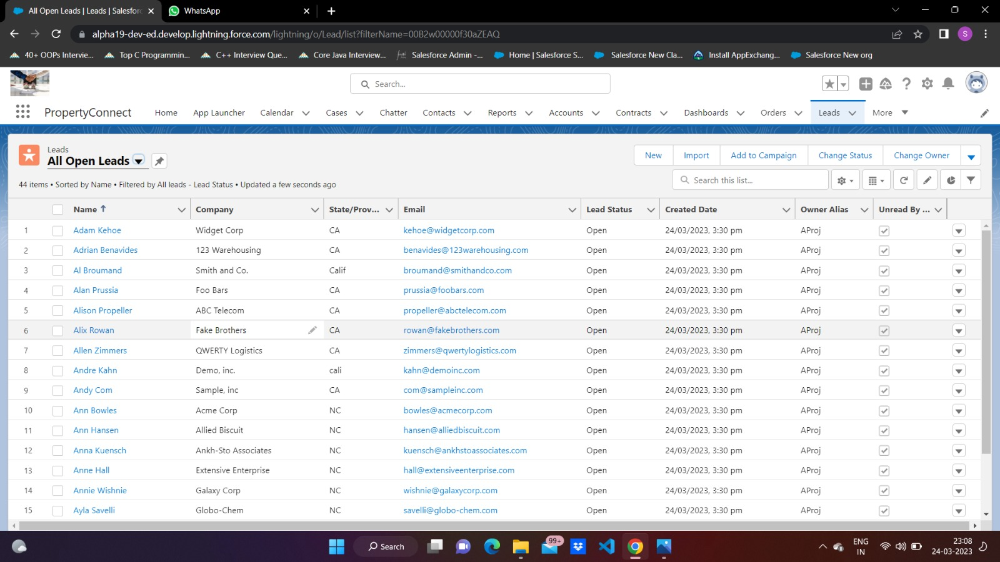 All Open Leads | Leads | Salesforc
WhatsApp
alpha19-dev-ed.develop.lightning.force.com/lightning/o/Lead/list?filterName=00B2w00000f30aZEAQ
S
40+ OOPs Intervie... Top C Programmin... C++ Interview Que... Core Java Interview... Salesforce Admin -... Home | Salesforce S... Salesforce New Cla... Install AppExchang... Salesforce New org
Search...
PropertyConnect Home App Launcher Calendar Cases Chatter Contacts Reports Accounts Contracts Dashboards Orders Leads More
Leads
All Open Leads
New Import Add to Campaign Change Status Change Owner
44 items • Sorted by Name • Filtered by All leads - Lead Status • Updated a few seconds ago
Search this list...
Name Company State/Prov... Email Lead Status Created Date Owner Alias Unread By ...
1 Adam Kehoe Widget Corp CA kehoe@widgetcorp.com Open 24/03/2023, 3:30 pm AProj
2 Adrian Benavides 123 Warehousing CA benavides@123warehousing.com Open 24/03/2023, 3:30 pm AProj
3 Al Broumand Smith and Co. Calif broumand@smithandco.com Open 24/03/2023, 3:30 pm AProj
4 Alan Prussia Foo Bars CA prussia@foobars.com Open 24/03/2023, 3:30 pm AProj
5 Alison Propeller ABC Telecom CA propeller@abctelecom.com Open 24/03/2023, 3:30 pm AProj
6 Alix Rowan Fake Brothers CA rowan@fakebrothers.com Open 24/03/2023, 3:30 pm AProj
7 Allen Zimmers QWERTY Logistics CA zimmers@qwertylogistics.com Open 24/03/2023, 3:30 pm AProj
8 Andre Kahn Demo, inc. cali kahn@demoinc.com Open 24/03/2023, 3:30 pm AProj
9 Andy Com Sample, inc CA com@sampleinc.com Open 24/03/2023, 3:30 pm AProj
10 Ann Bowles Acme Corp NC bowles@acmecorp.com Open 24/03/2023, 3:30 pm AProj
11 Ann Hansen Allied Biscuit NC hansen@alliedbiscuit.com Open 24/03/2023, 3:30 pm AProj
12 Anna Kuensch Ankh-Sto Associates NC kuensch@ankhstoassociates.com Open 24/03/2023, 3:30 pm AProj
13 Anne Hall Extensive Enterprise NC hall@extensiveenterprise.com Open 24/03/2023, 3:30 pm AProj
14 Annie Wishnie Galaxy Corp NC wishnie@galaxycorp.com Open 24/03/2023, 3:30 pm AProj
15 Ayla Savelli Globo-Chem NC savelli@globo-chem.com Open 24/03/2023, 3:30 pm AProj
Search
99+
ENG
IN
23:08
24-03-2023